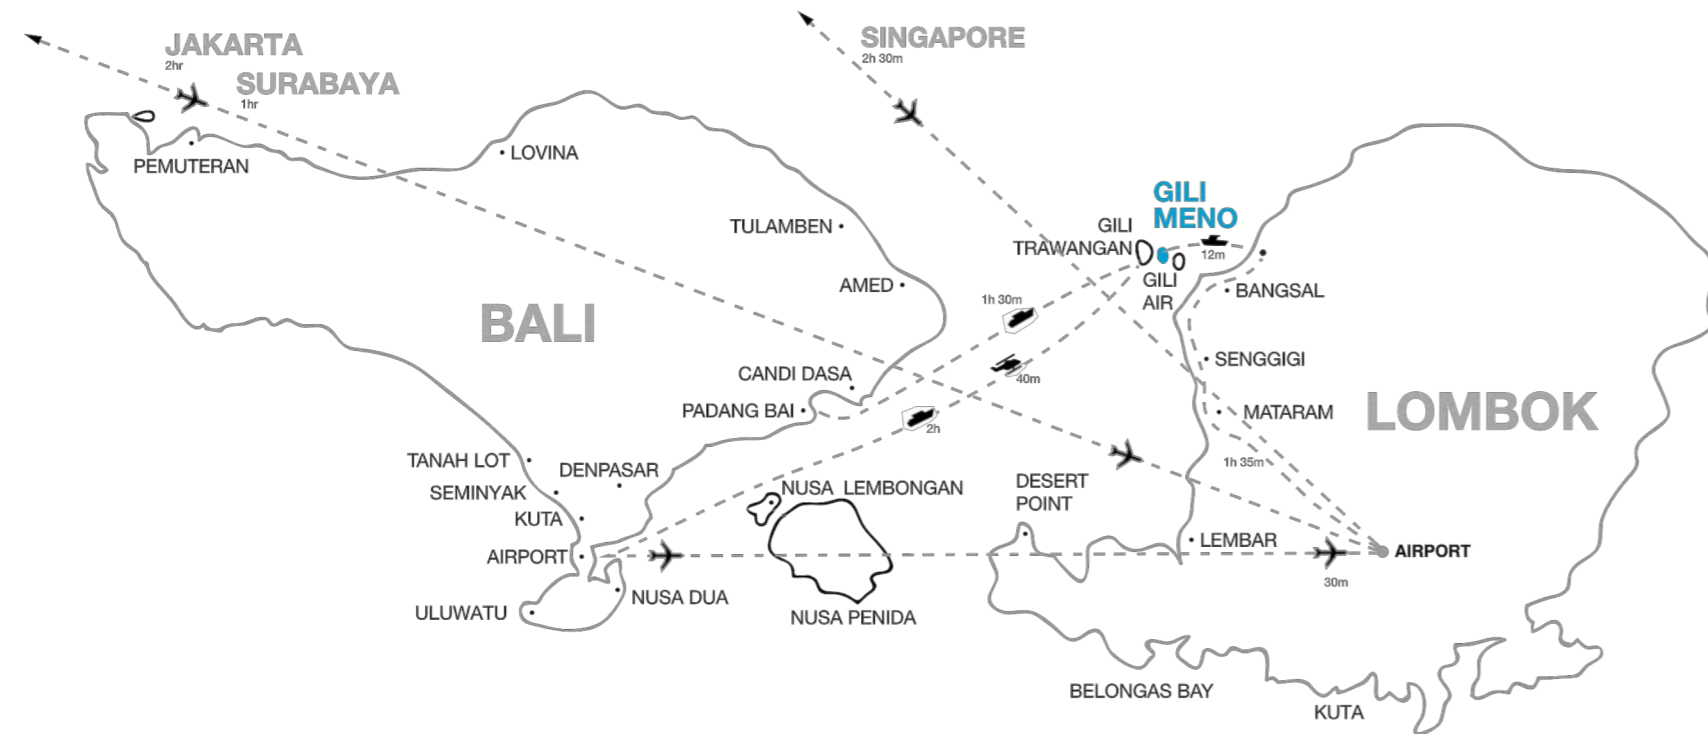 JAKARTA
2hr
SURABAYA
1hr
SINGAPORE
2h 30m
PEMUTERAN
LOVINA
TULAMBEN
AMED
BALI
CANDI DASA
PADANG BAI
TANAH LOT
DENPASAR
SEMINYAK
KUTA
AIRPORT
ULUWATU
NUSA DUA
NUSA LEMBONGAN
NUSA PENIDA
1h 30m
40m
2h
GILI
MENO
GILI
TRAWANGAN
GILI
AIR
12m
BANGSAL
SENGGIGI
MATARAM
LOMBOK
1h 35m
DESERT
POINT
LEMBAR
AIRPORT
30m
BELONGAS BAY
KUTA